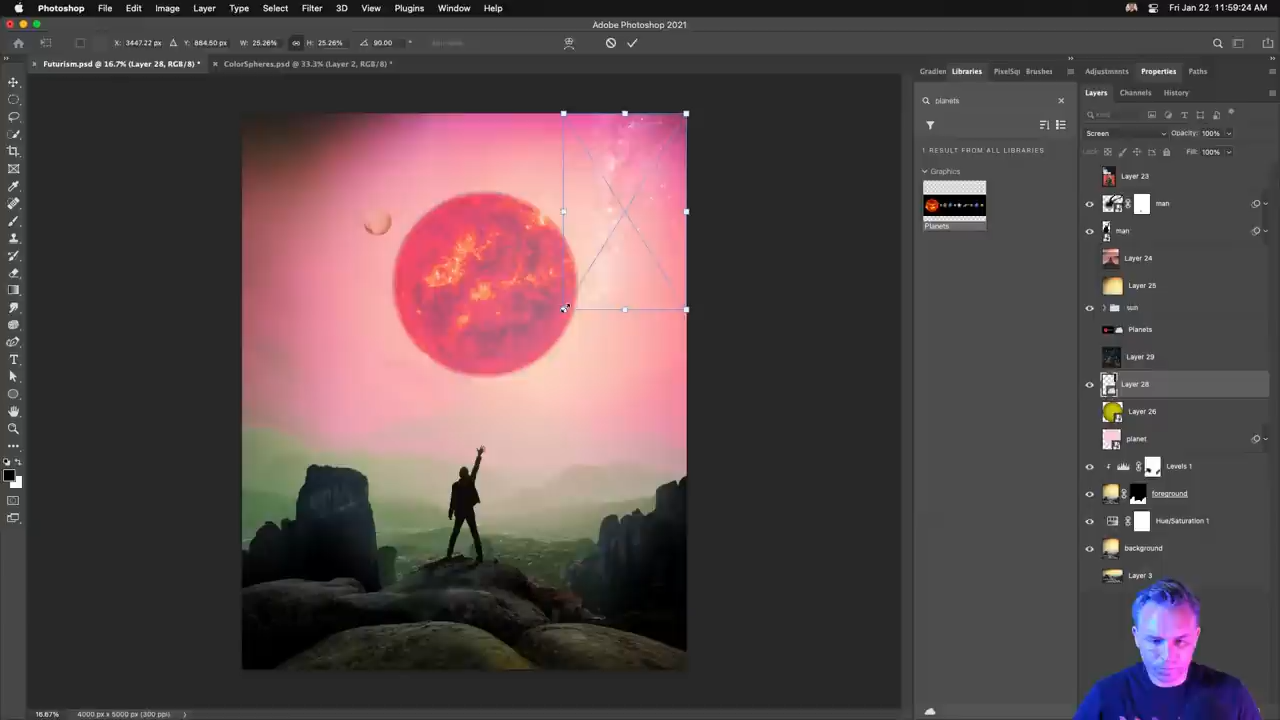 Photoshop File Edit Image Layer Type Select Filter 3D View Plugins Window Help Fri Jan 22 11:59:24 AM
Adobe Photoshop 2021
X: 3447.22 px Y: 884.50 px W: 25.26% H: 25.26% 90.00 °
Futurism.psd @ 16.7% (Layer 28, RGB/8) * ColorSpheres.psd @ 33.3% (Layer 2, RGB/8) *
Gradien Libraries PixelSq Brushes Adjustments Properties Paths
planets
Layers Channels History
1 RESULT FROM ALL LIBRARIES
Graphics
Planets
Screen Opacity: 100%
Lock: Fill: 100%
Layer 23
man
man
Layer 24
Layer 25
sun
Planets
Layer 29
Layer 28
Layer 26
planet
Levels 1
foreground
Hue/Saturation 1
background
Layer 3
16.67% 4000 px x 5000 px (300 ppi)